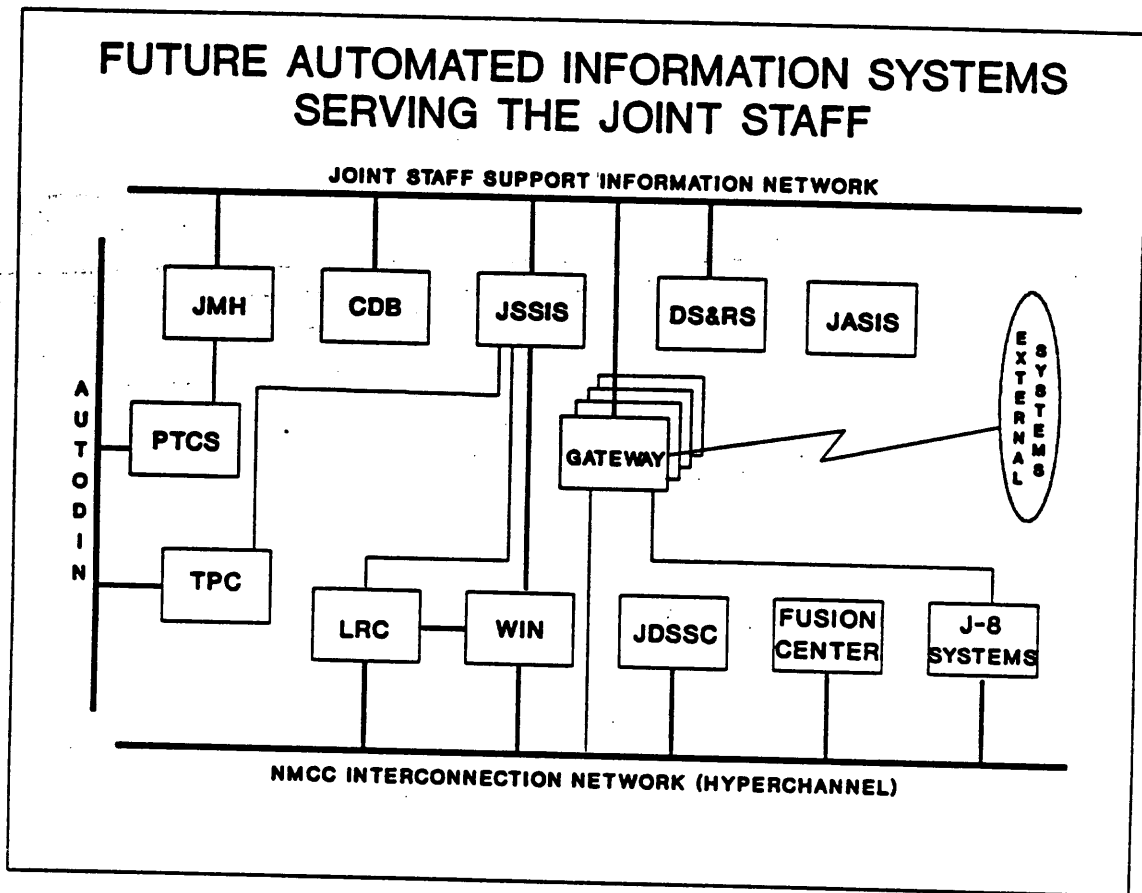 FUTURE AUTOMATED INFORMATION SYSTEMS
SERVING THE JOINT STAFF
JOINT STAFF SUPPORT INFORMATION NETWORK
JMH
CDB
JSSIS
DS&RS
JASIS
EXTERNAL
SYSTEMS
AUTODIN
PTCS
GATEWAY
TPC
LRC
WIN
JDSSC
FUSION
CENTER
J-8
SYSTEMS
NMCC INTERCONNECTION NETWORK (HYPERCHANNEL)